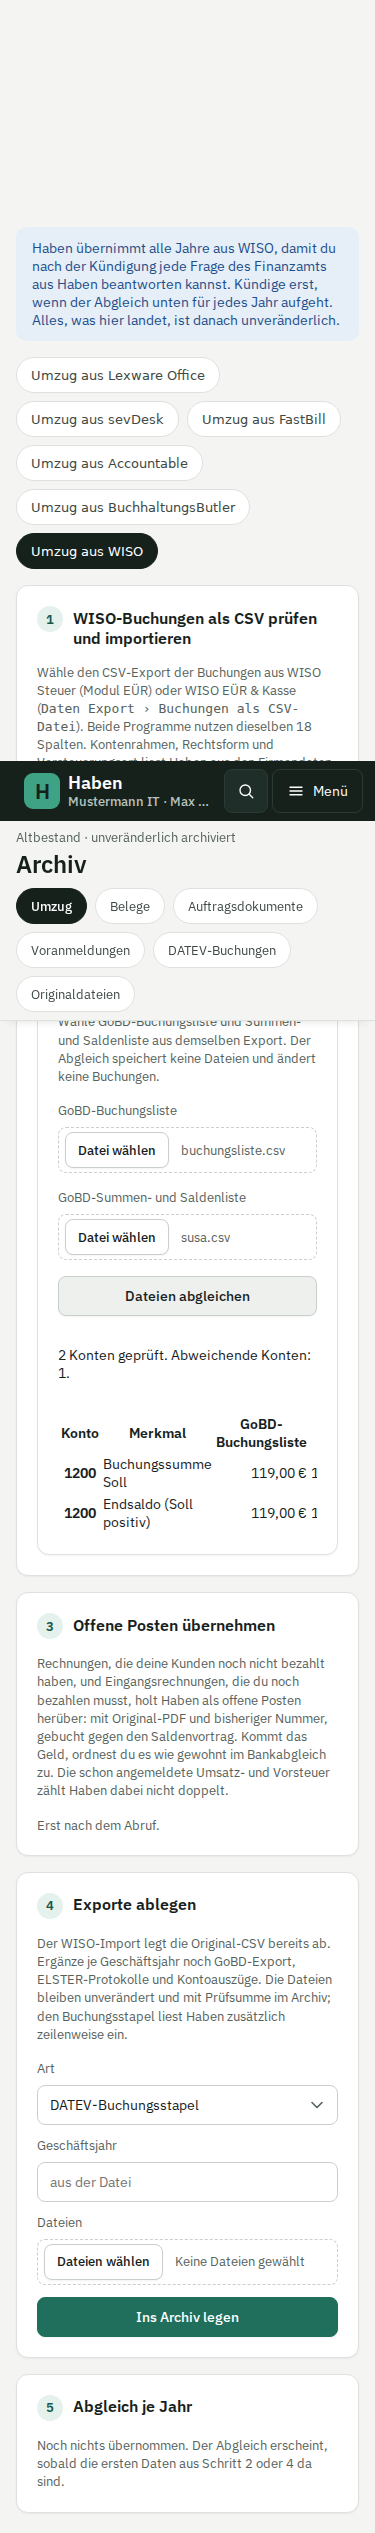 Haben übernimmt alle Jahre aus WISO, damit du
nach der Kündigung jede Frage des Finanzamts
aus Haben beantworten kannst. Kündige erst,
wenn der Abgleich unten für jedes Jahr aufgeht.
Alles, was hier landet, ist danach unveränderlich.
Umzug aus Lexware Office
Umzug aus sevDesk
Umzug aus FastBill
Umzug aus Accountable
Umzug aus BuchhaltungsButler
Umzug aus WISO
1
WISO-Buchungen als CSV prüfen
und importieren
Wähle den CSV-Export der Buchungen aus WISO
Steuer (Modul EÜR) oder WISO EÜR & Kasse
(Daten Export › Buchungen als CSV-
Datei). Beide Programme nutzen dieselben 18
Spalten. Kontenrahmen, Rechtsform und
H
Haben
Mustermann IT · Max ...
Menü
Altbestand · unveränderlich archiviert
Archiv
Umzug
Belege
Auftragsdokumente
Voranmeldungen
DATEV-Buchungen
Originaldateien
Wähle GoBD-Buchungsliste und Summen-
und Saldenliste aus demselben Export. Der
Abgleich speichert keine Dateien und ändert
keine Buchungen.
GoBD-Buchungsliste
Datei wählen
buchungsliste.csv
GoBD-Summen- und Saldenliste
Datei wählen
susa.csv
Dateien abgleichen
2 Konten geprüft. Abweichende Konten:
1.
Konto Merkmal GoBD-
Buchungsliste
1200 Buchungssumme
Soll 119,00 € 1
1200 Endsaldo (Soll
positiv) 119,00 € 1
3
Offene Posten übernehmen
Rechnungen, die deine Kunden noch nicht bezahlt
haben, und Eingangsrechnungen, die du noch
bezahlen musst, holt Haben als offene Posten
herüber: mit Original-PDF und bisheriger Nummer,
gebucht gegen den Saldenvortrag. Kommt das
Geld, ordnest du es wie gewohnt im Bankabgleich
zu. Die schon angemeldete Umsatz- und Vorsteuer
zählt Haben dabei nicht doppelt.
Erst nach dem Abruf.
4
Exporte ablegen
Der WISO-Import legt die Original-CSV bereits ab.
Ergänze je Geschäftsjahr noch GoBD-Export,
ELSTER-Protokolle und Kontoauszüge. Die Dateien
bleiben unverändert und mit Prüfsumme im Archiv;
den Buchungsstapel liest Haben zusätzlich
zeilenweise ein.
Art
DATEV-Buchungsstapel
Geschäftsjahr
aus der Datei
Dateien
Dateien wählen
Keine Dateien gewählt
Ins Archiv legen
5
Abgleich je Jahr
Noch nichts übernommen. Der Abgleich erscheint,
sobald die ersten Daten aus Schritt 2 oder 4 da
sind.